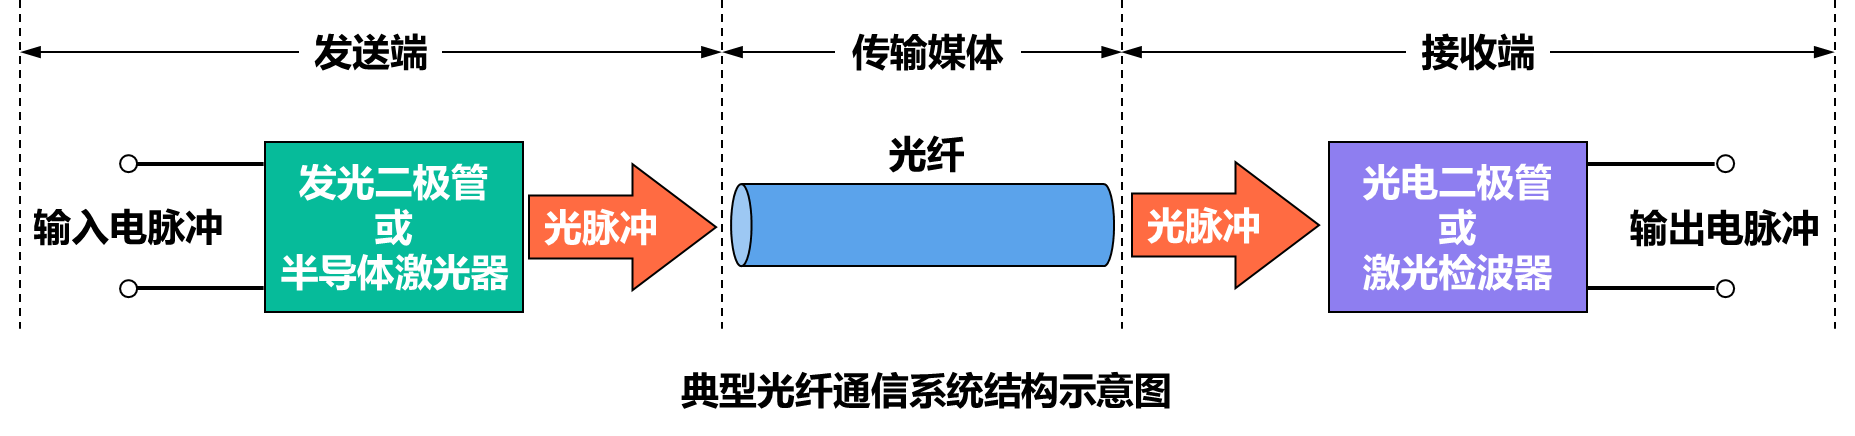 发送端
传输媒体
接收端
光纤
输入电脉冲
发光二极管
或
半导体激光器
光脉冲
光脉冲
光电二极管
或
激光检波器
输出电脉冲
典型光纤通信系统结构示意图